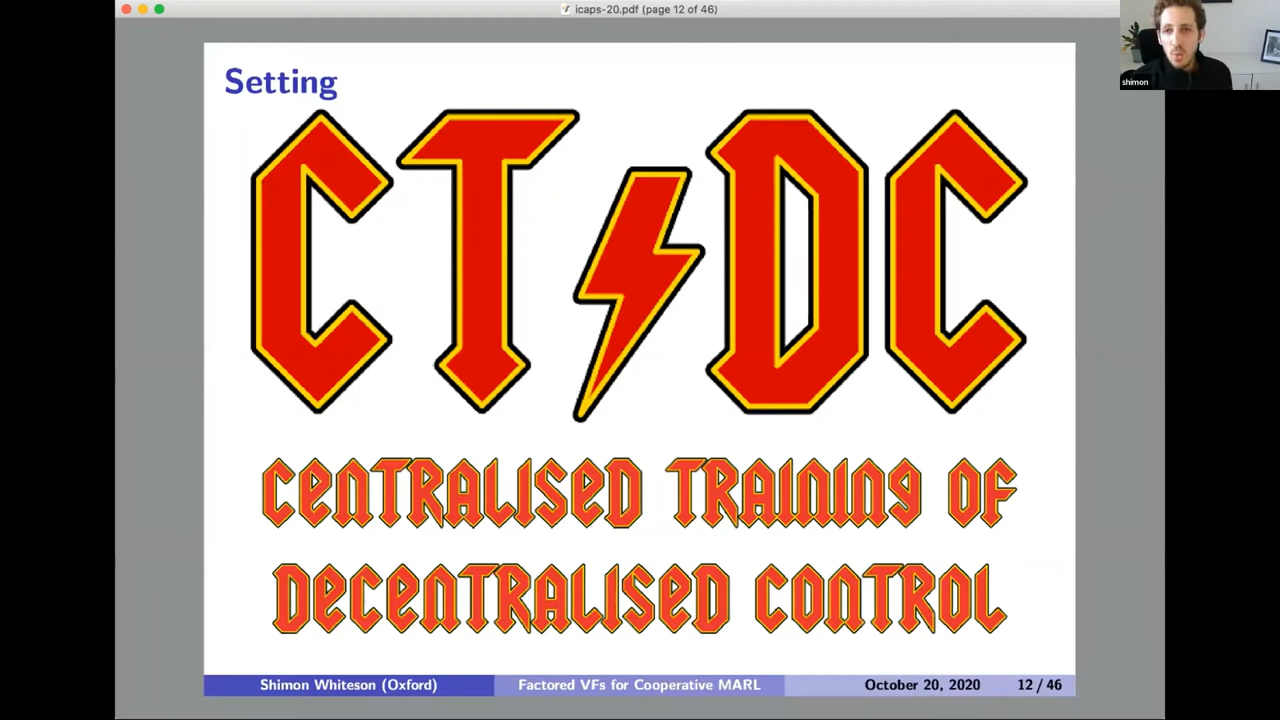 icaps-20.pdf (page 12 of 46)
shimon
Setting
CT⚡DC
CENTRALISED TRAINING OF
DECENTRALISED CONTROL
Shimon Whiteson (Oxford) Factored VFs for Cooperative MARL October 20, 2020 12 / 46